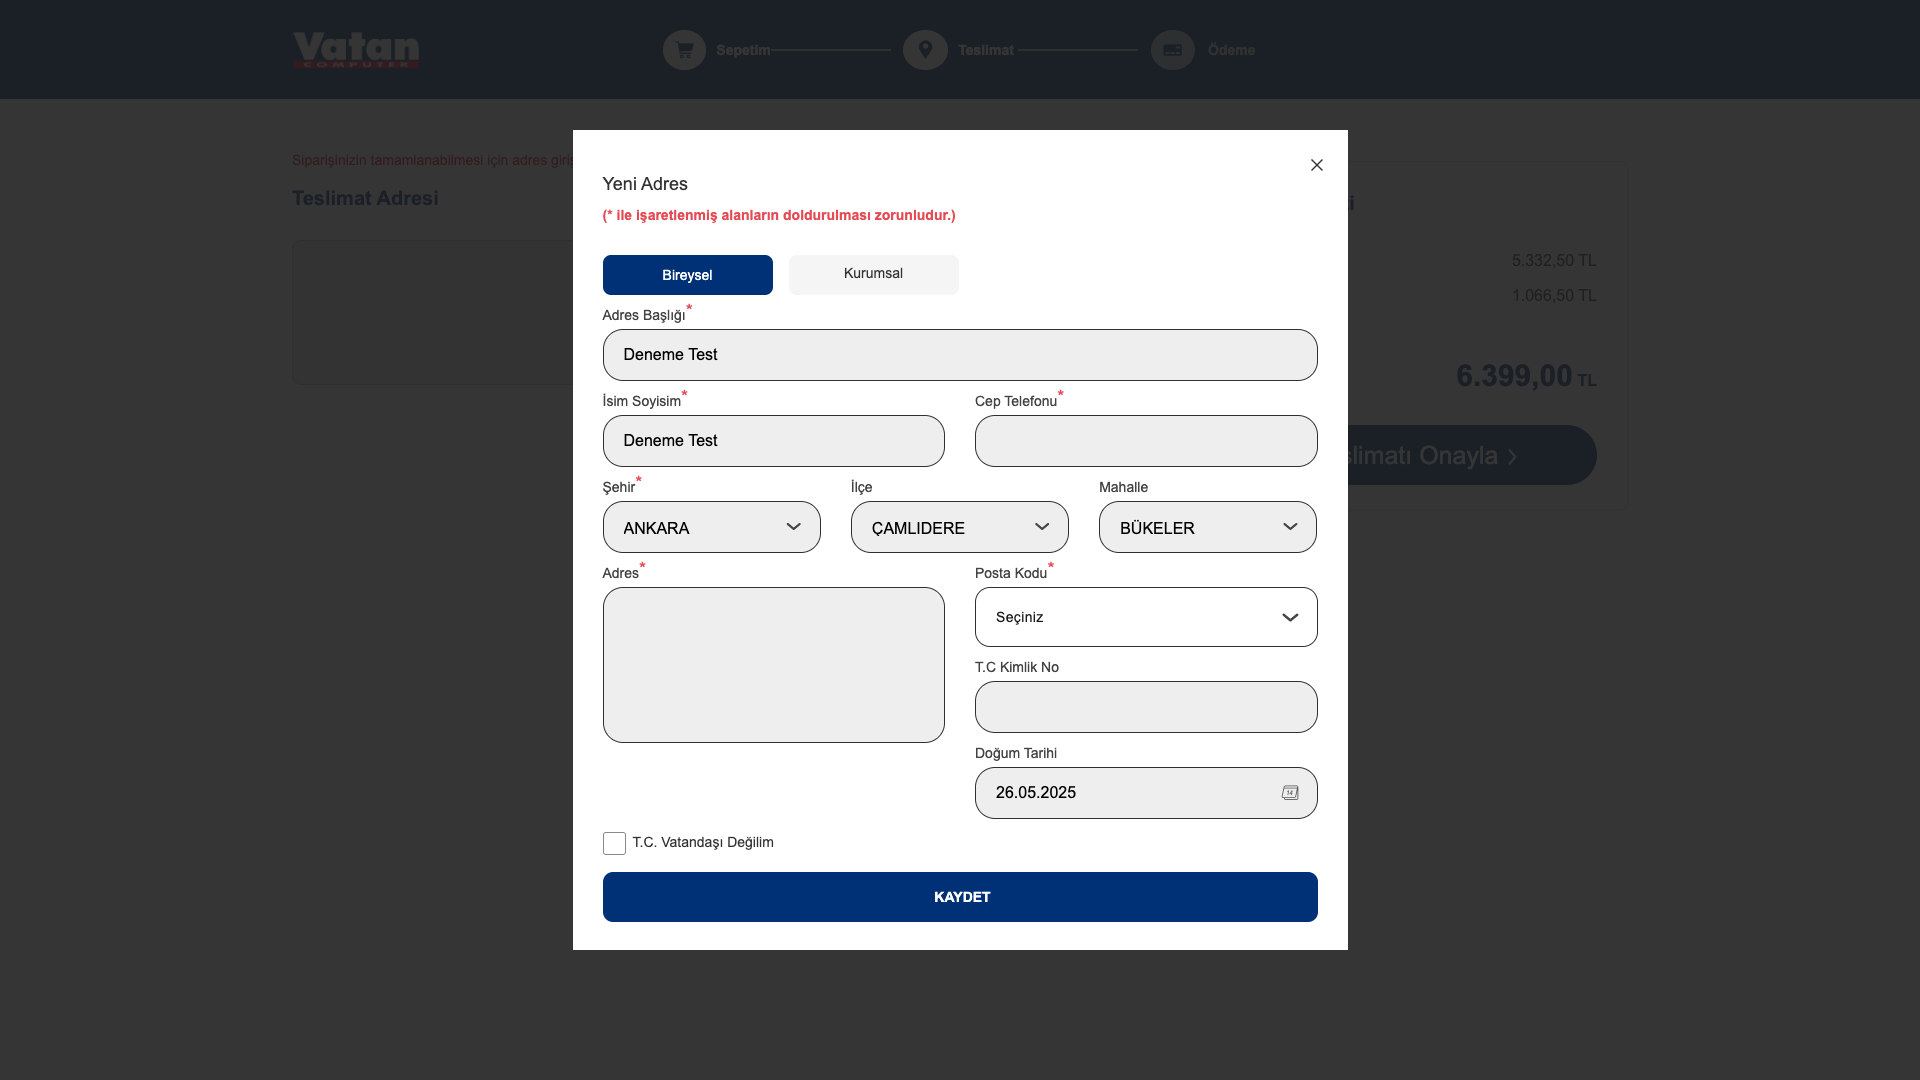 Vatan
COMPUTER
Sepetim
Teslimat
Ödeme
Siparişinizin tamamlanabilmesi için adres
Teslimat Adresi
5.332,50 TL
1.066,50 TL
6.399,00 TL
Onayla
Yeni Adres
(* ile işaretlenmiş alanların doldurulması zorunludur.)
Bireysel
Kurumsal
Adres Başlığı*
Deneme Test
İsim Soyisim*
Cep Telefonu*
Deneme Test
Şehir*
İlçe
Mahalle
ANKARA
ÇAMLIDERE
BÜKELER
Adres*
Posta Kodu*
Seçiniz
T.C Kimlik No
Doğum Tarihi
26.05.2025
T.C. Vatandaşı Değilim
KAYDET